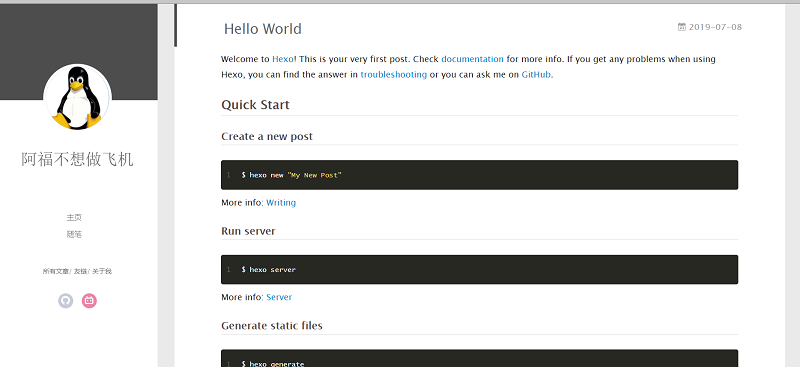 阿福不想做飞机
主页
随笔
所有文章/ 友链/ 关于我
Hello World
2019-07-08
Welcome to Hexo! This is your very first post. Check documentation for more info. If you get any problems when using
Hexo, you can find the answer in troubleshooting or you can ask me on GitHub.
Quick Start
Create a new post
1 $ hexo new "My New Post"
More info: Writing
Run server
1 $ hexo server
More info: Server
Generate static files
1 $ hexo generate